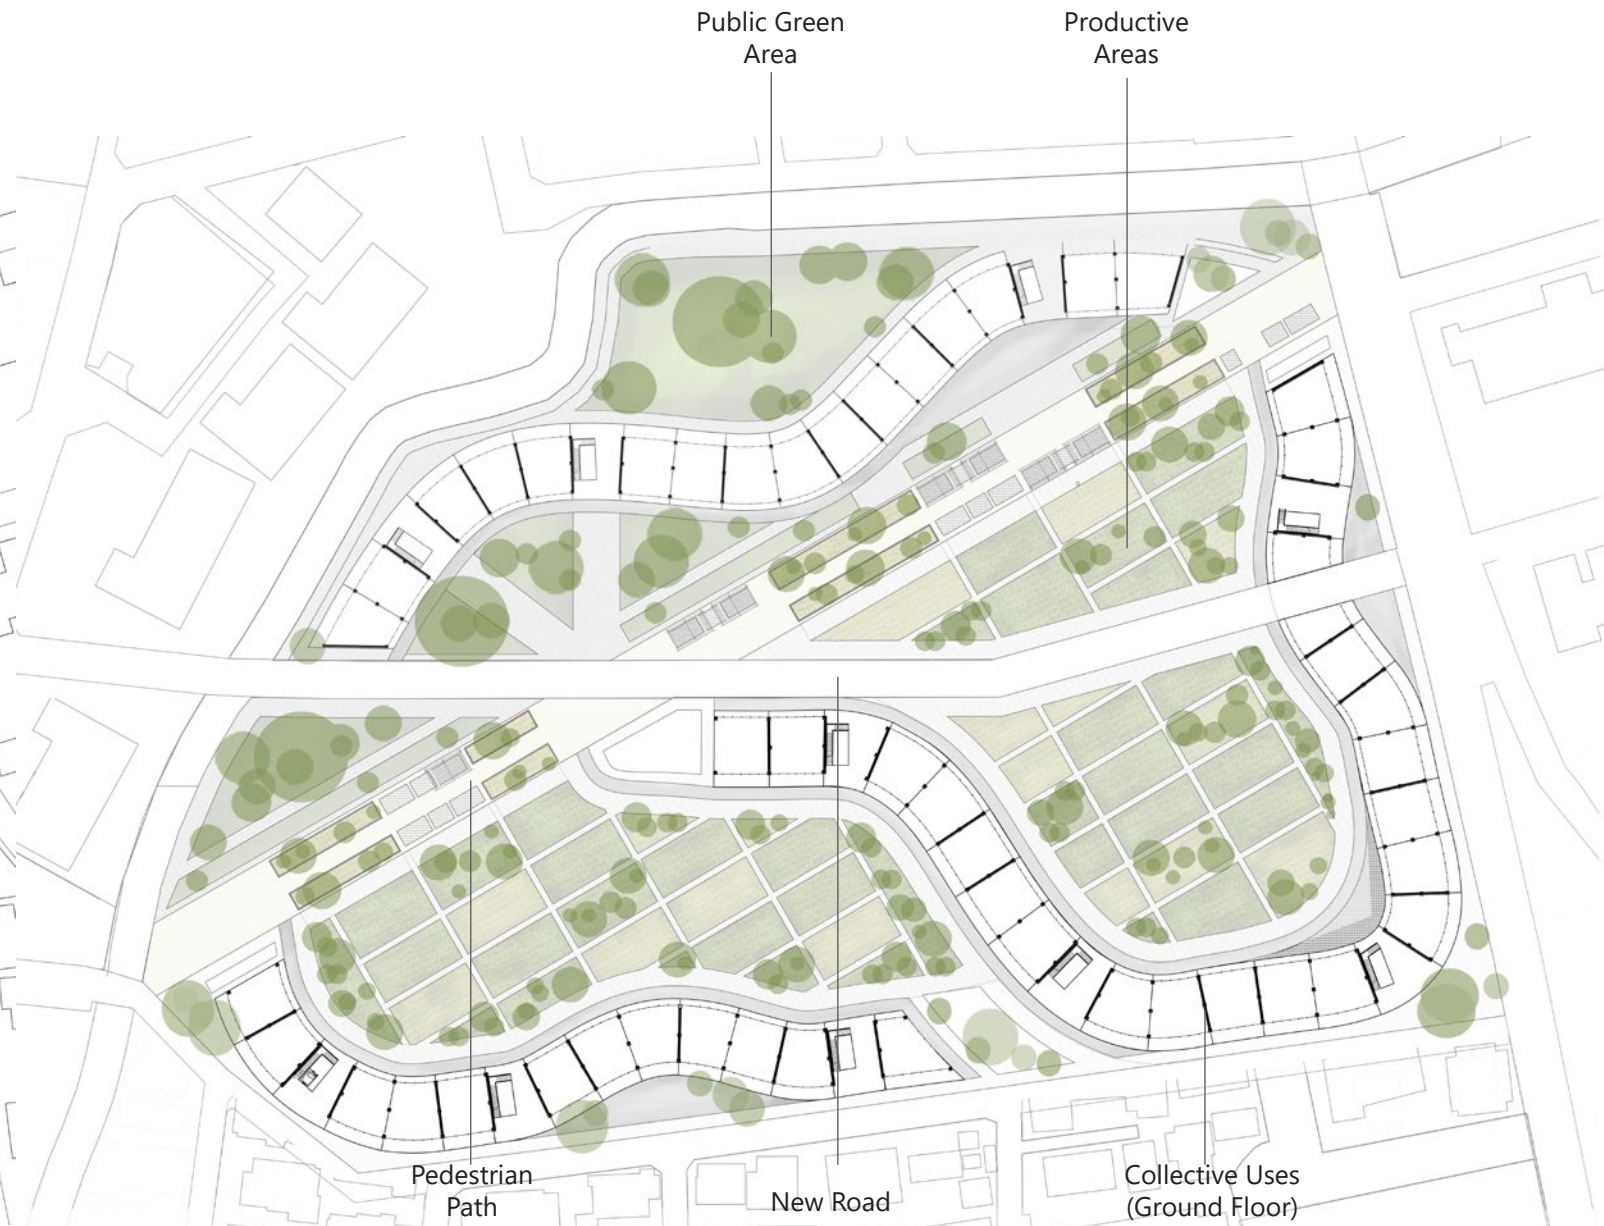 Public Green
Area
Productive
Areas
Pedestrian
Path
New Road
Collective Uses
(Ground Floor)